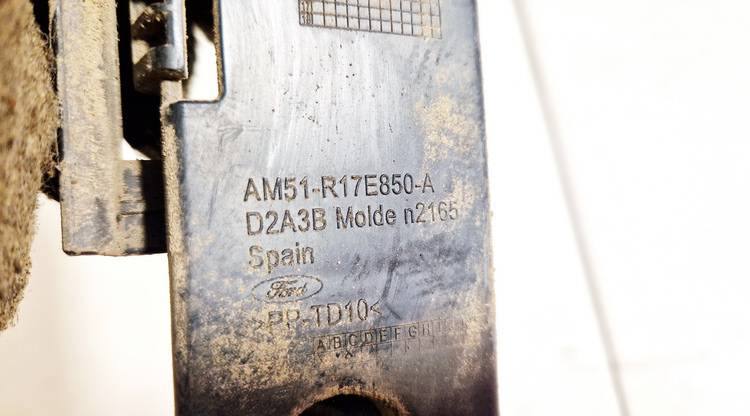 AM51-R17E850-A
D2A3B Molde n2165
Spain
Ford
>PP-TD10<
A B C D E F G H